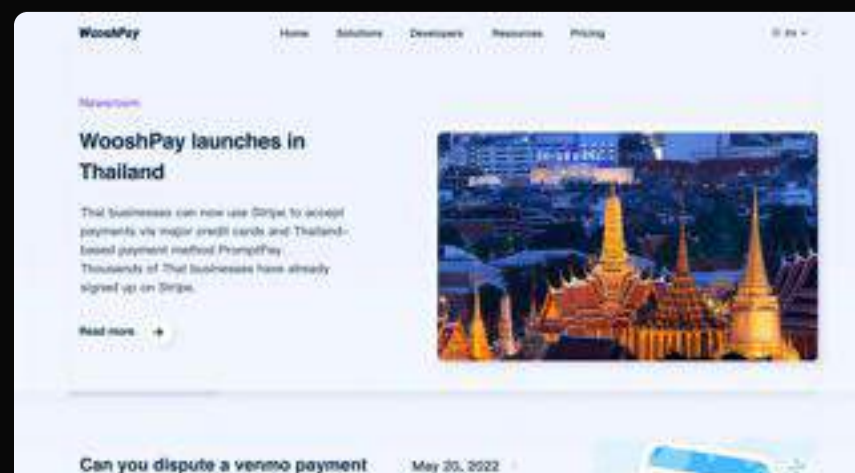 WooshPay
Home Solutions Developers Resources Pricing
Newsroom
WooshPay launches in
Thailand
Thai businesses can now use Stripe to accept
payments via major credit cards and Thailand-
based payment method PromptPay.
Thousands of Thai businesses have already
signed up on Stripe.
Read more →
Can you dispute a venmo payment
May 20, 2022